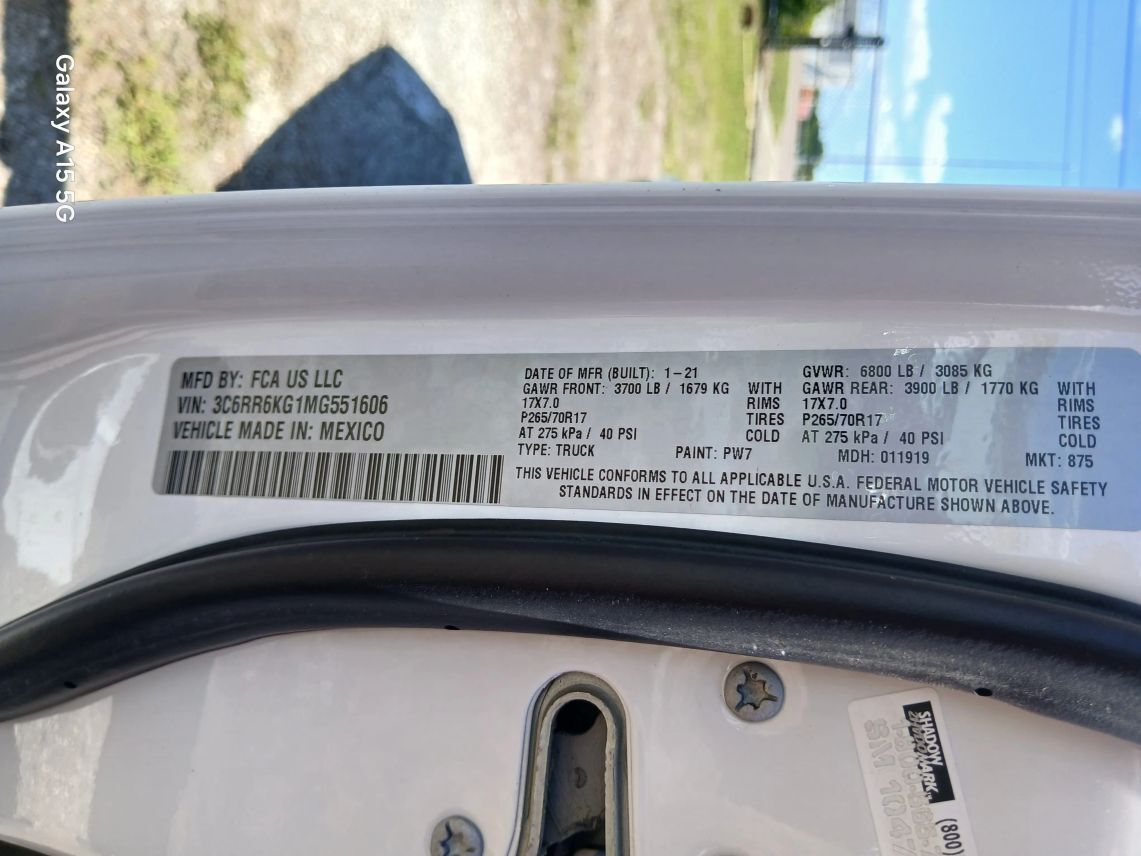 Galaxy A15 5G
MFD BY: FCA US LLC
VIN: 3C6RR6KG1MG551606
VEHICLE MADE IN: MEXICO
DATE OF MFR (BUILT): 1-21
GAWR FRONT: 3700 LB / 1679 KG WITH
17X7.0 RIMS
P265/70R17 TIRES
AT 275 kPa / 40 PSI COLD
TYPE: TRUCK PAINT: PW7
GVWR: 6800 LB / 3085 KG
GAWR REAR: 3900 LB / 1770 KG WITH
17X7.0 RIMS
P265/70R17 TIRES
AT 275 kPa / 40 PSI COLD
MDH: 011919 MKT: 875
THIS VEHICLE CONFORMS TO ALL APPLICABLE U.S.A. FEDERAL MOTOR VEHICLE SAFETY
STANDARDS IN EFFECT ON THE DATE OF MANUFACTURE SHOWN ABOVE.
SHADOW
MARK
(800)